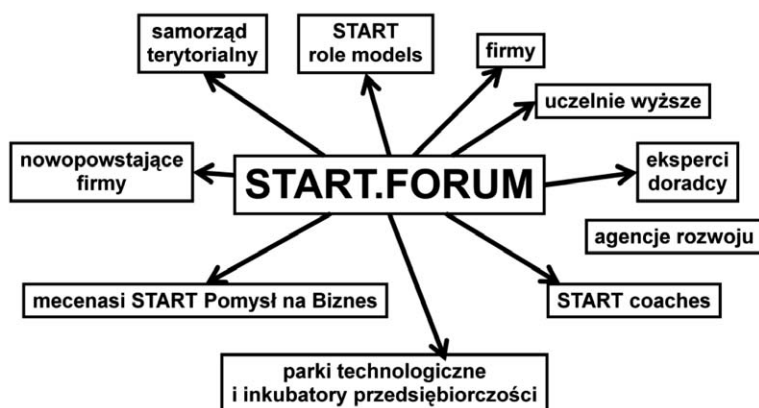 samorząd
terytorialny
START
role models
firmy
uczelnie wyższe
nowopowstające
firmy
START.FORUM
eksperci
doradcy
agencje rozwoju
mecenasi START Pomysł na Biznes
START coaches
parki technologiczne
i inkubatory przedsiębiorczości